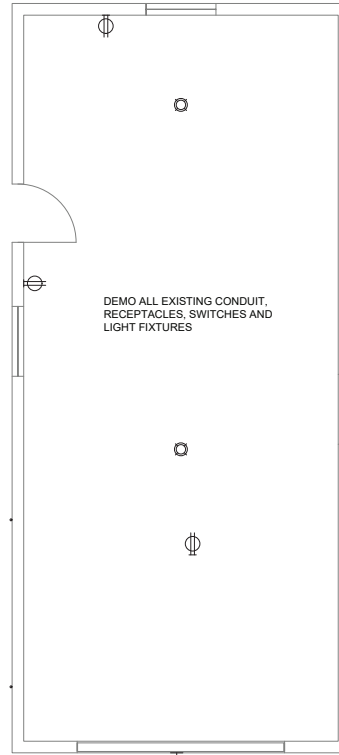 DEMO ALL EXISTING CONDUIT,
RECEPTACLES, SWITCHES AND
LIGHT FIXTURES